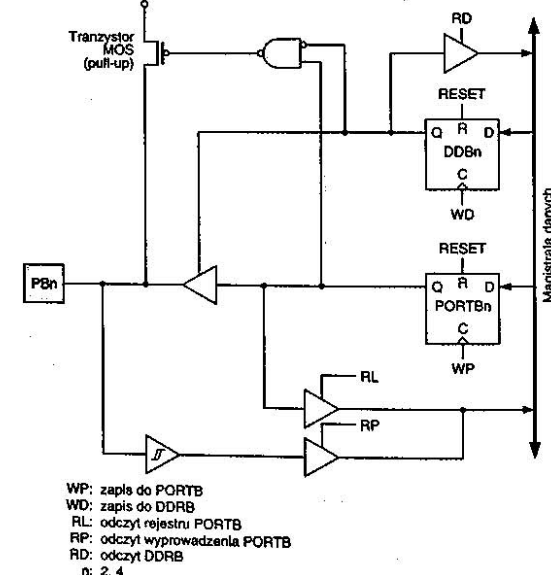 Tranzystor
MOS
(pull-up)
RD
RESET
Q R D
DDBn
C
WD
Magistrala danych
PBn
RESET
Q R D
PORTBn
C
WP
RL
RP
WP: zapis do PORTB
WD: zapis do DDRB
RL: odczyt rejestru PORTB
RP: odczyt wyprowadzenia PORTB
RD: odczyt DDRB
n: 2, 4